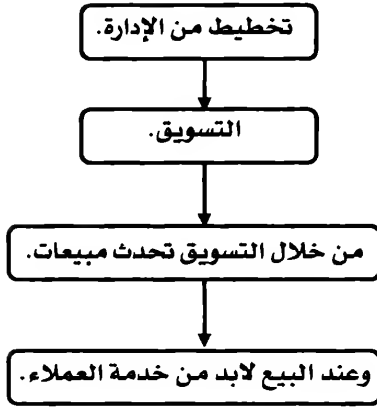 تخطيط من الإدارة.
التسويق.
من خلال التسويق تحدث مبيعات.
وعند البيع لابد من خدمة العملاء.